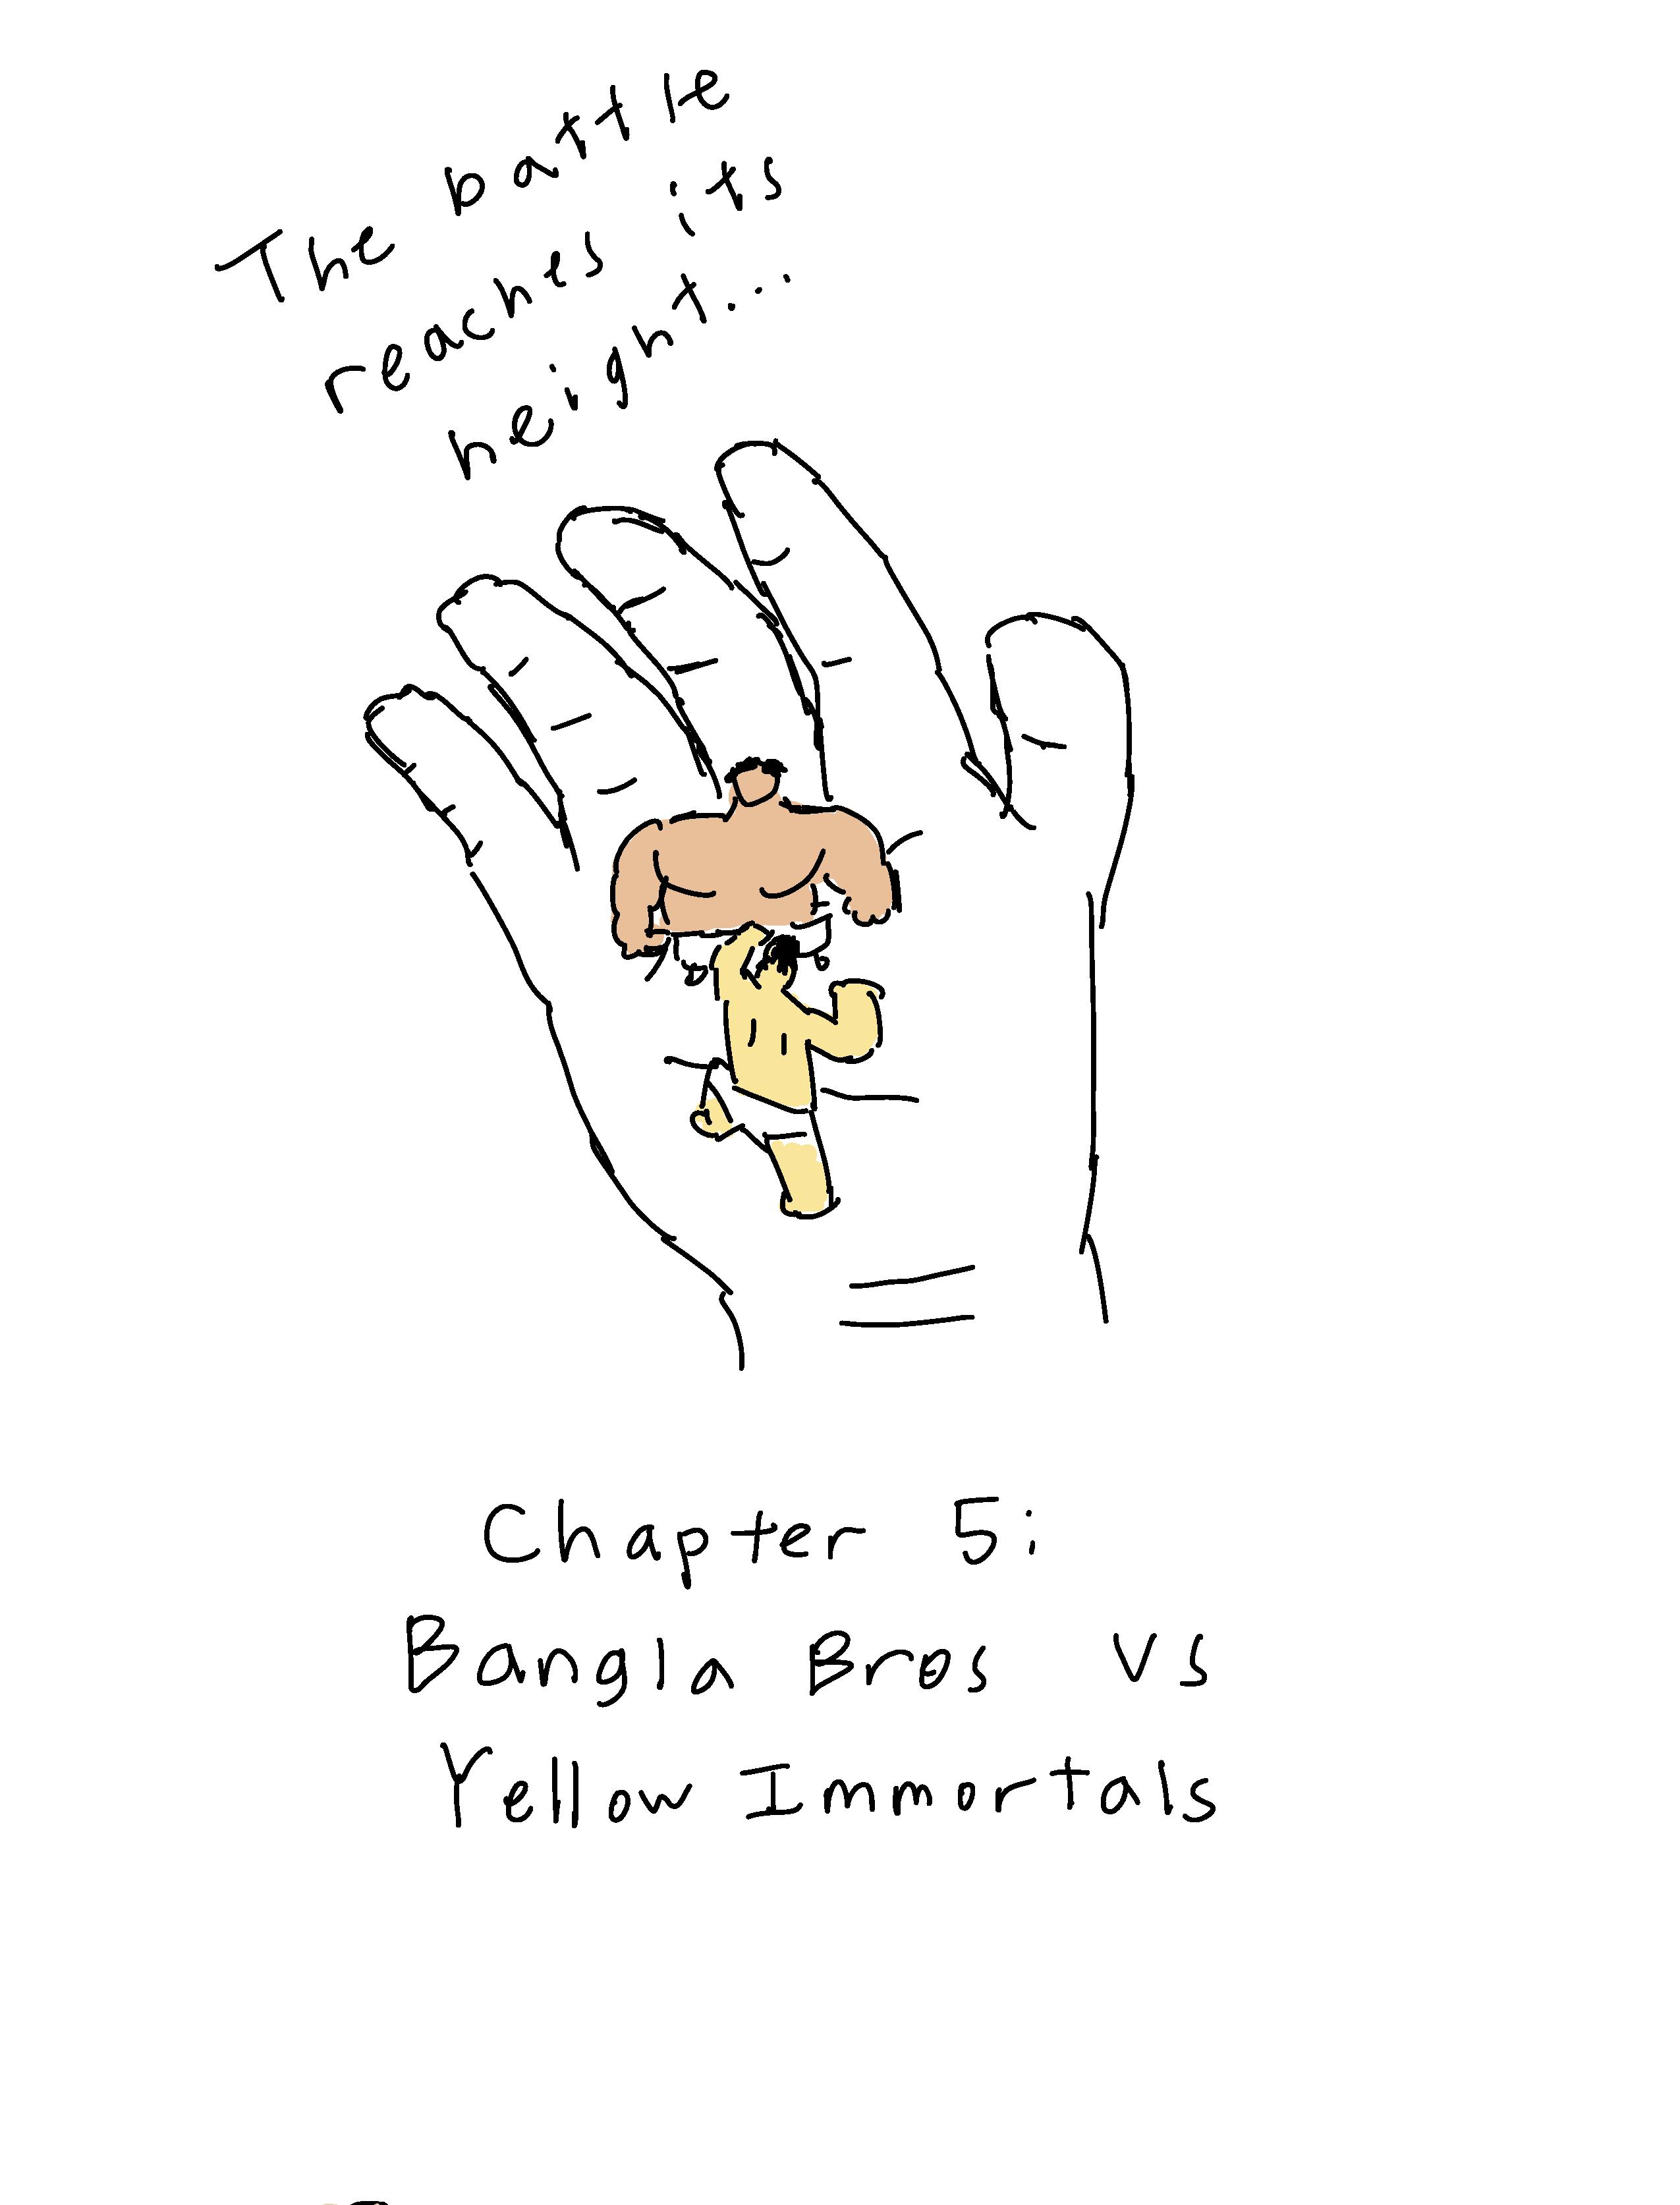 The battle
reaches its
height...
Chapter 5:
Bangla Bros Vs
Yellow Immortals